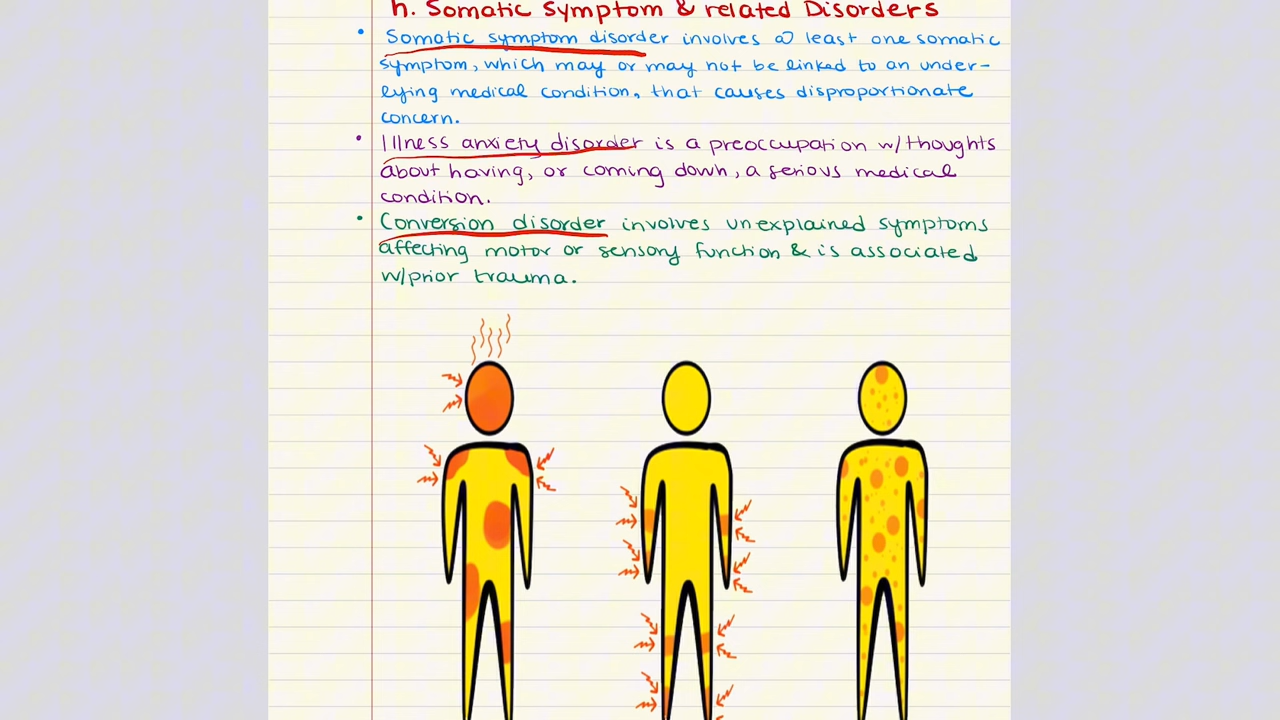 h. Somatic Symptom & related Disorders
• Somatic symptom disorder involves @ least one somatic
symptom, which may or may not be linked to an under-
lying medical condition, that causes disproportionate
concern.
• Illness anxiety disorder is a preoccupation w/thoughts
about having, or coming down, a serious medical
condition.
• Conversion disorder involves unexplained symptoms
affecting motor or sensory function & is associated
w/prior trauma.